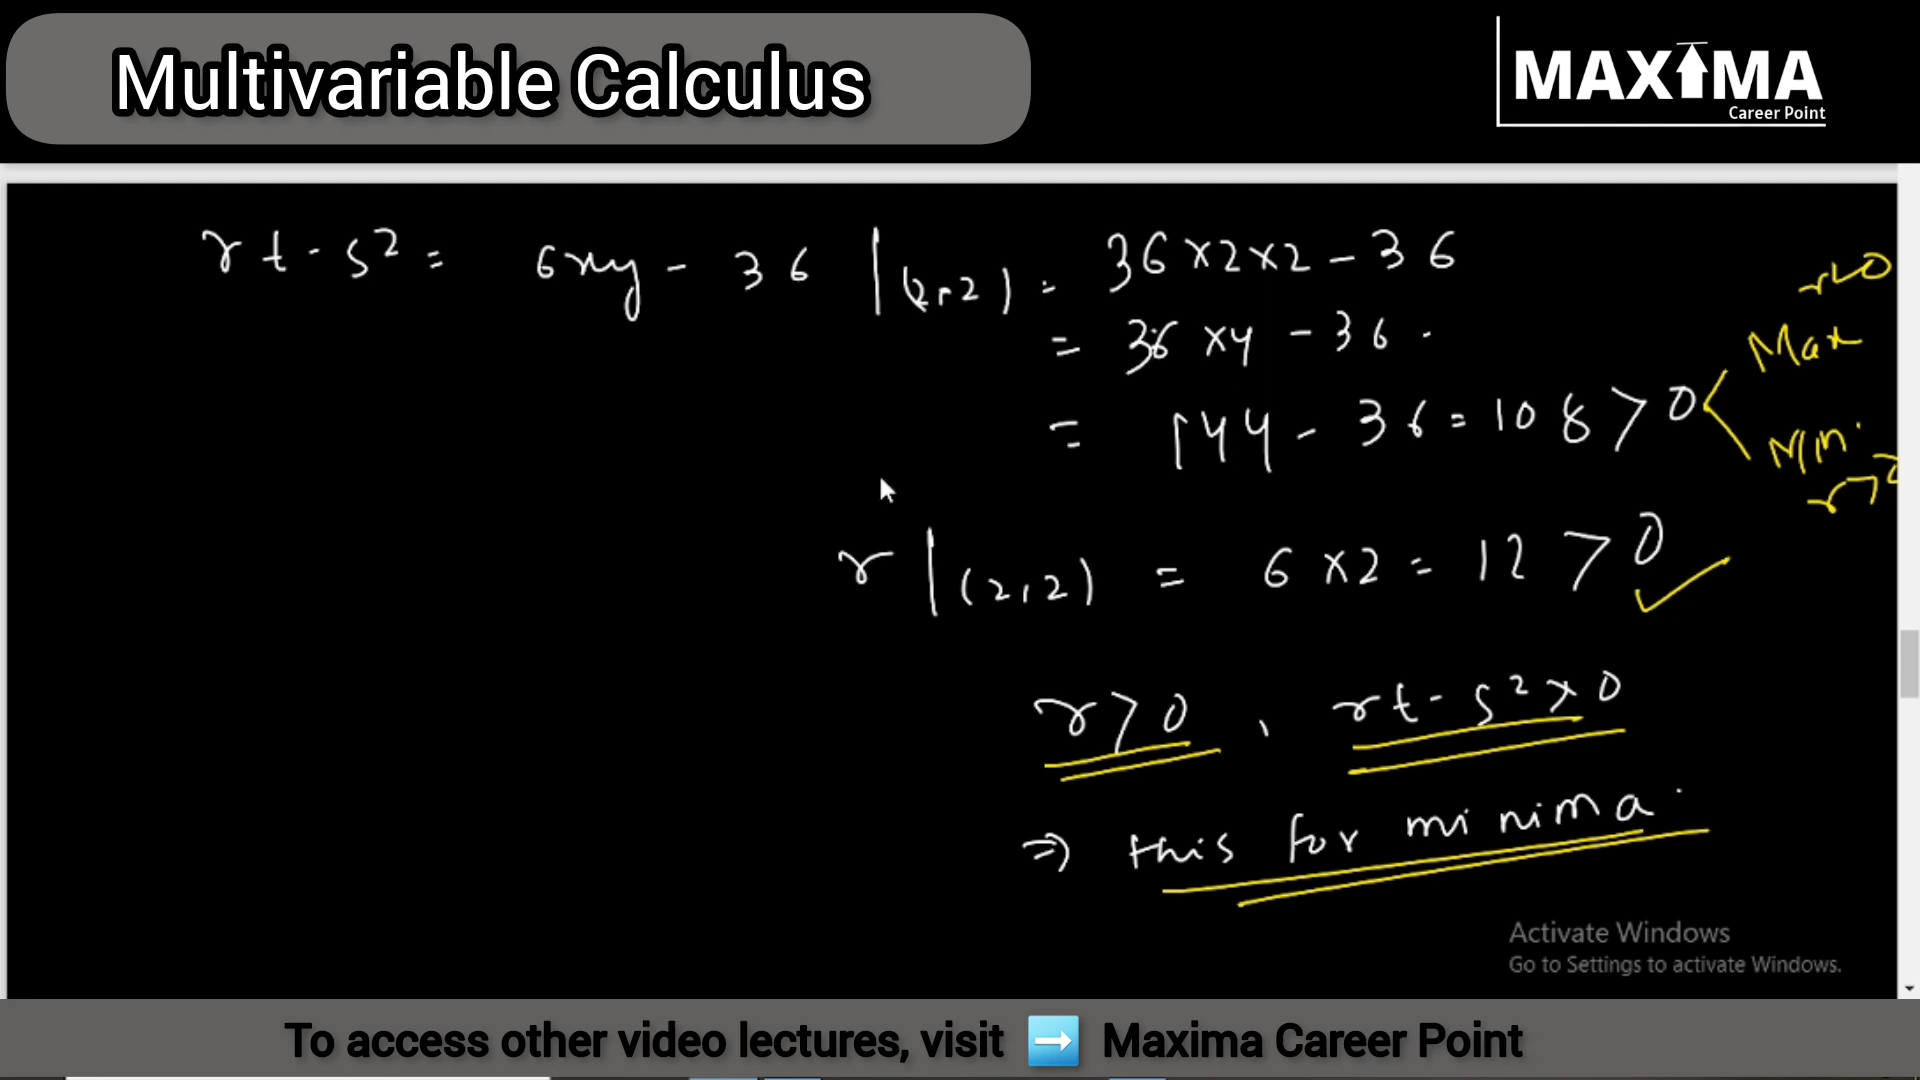 Multivariable Calculus
MAXIMA
Career Point
rt - s² = 6xy - 36 |(2,2) = 36×2×2 - 36
r<0
= 36×4 - 36.
Max
= 144 - 36 = 108 > 0
Min.
r>0
r |(2,2) = 6×2 = 12 > 0
r>0 , rt - s² > 0
⇒ this for minima.
Activate Windows
Go to Settings to activate Windows.
To access other video lectures, visit ➡ Maxima Career Point